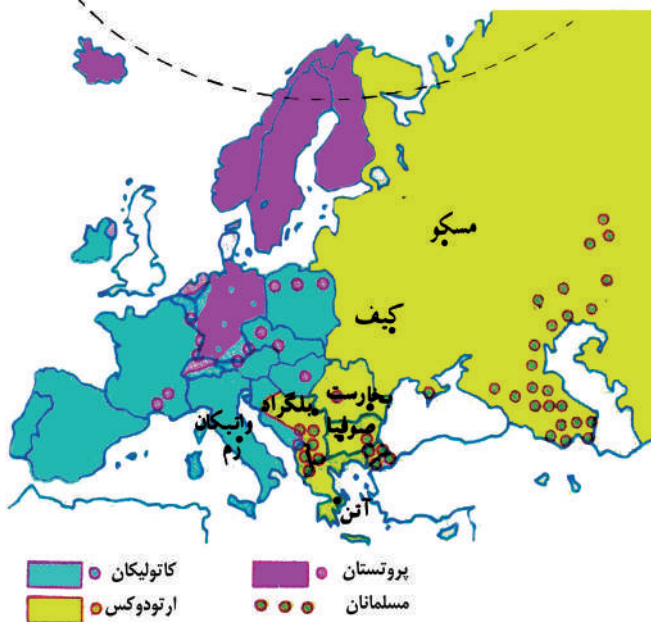 مسکو
کیف
بخارست
بلگراد
صوفیا
واتیکان
رم
آتن
کاتولیکان
پروتستان
ارتودوکس
مسلمانان